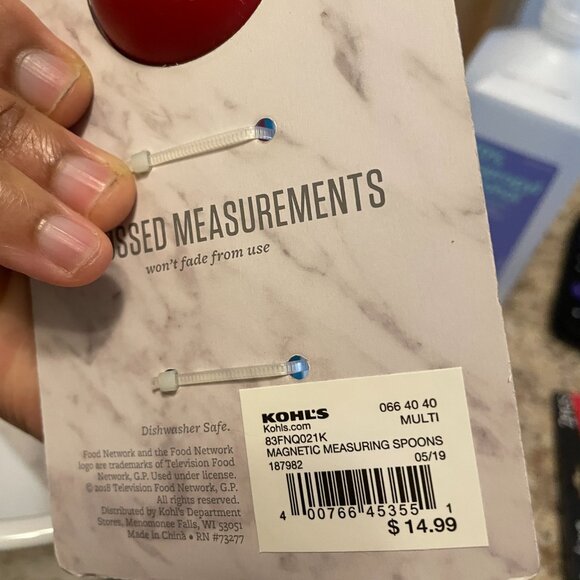 SSED MEASUREMENTS
won't fade from use
Dishwasher Safe.
Food Network and the Food Network
logo are trademarks of Television Food
Network, G.P. Used under license.
© 2018 Television Food Network, G.P.
All rights reserved.
Distributed by Kohl's Department
Stores, Menomonee Falls, WI 53051
Made in China • RN #73277
KOHL'S 066 40 40
Kohls.com MULTI
83FNQ021K
MAGNETIC MEASURING SPOONS
187982 05/19
4 00766 45355 1
$ 14.99